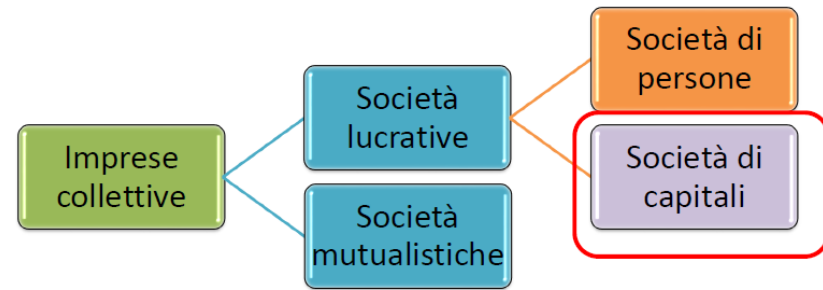 Imprese
collettive
Società
lucrative
Società
mutualistiche
Società di
persone
Società di
capitali